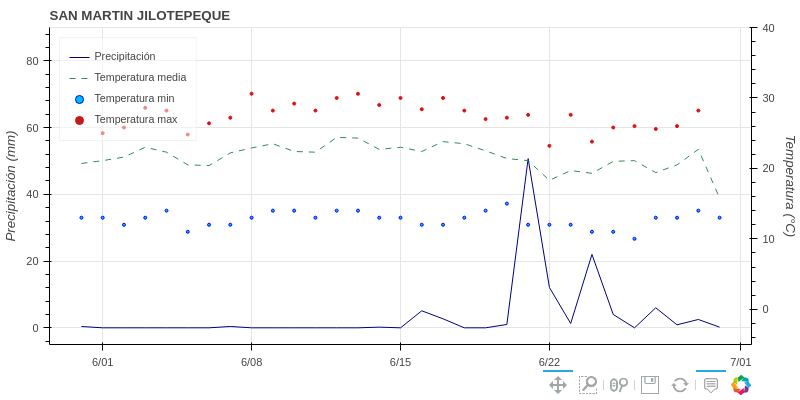 SAN MARTIN JILOTEPEQUE
Precipitación
Temperatura media
Temperatura min
Temperatura max
Precipitación (mm)
80
60
40
20
0
Temperatura (°C)
40
30
20
10
0
6/01
6/08
6/15
6/22
7/01